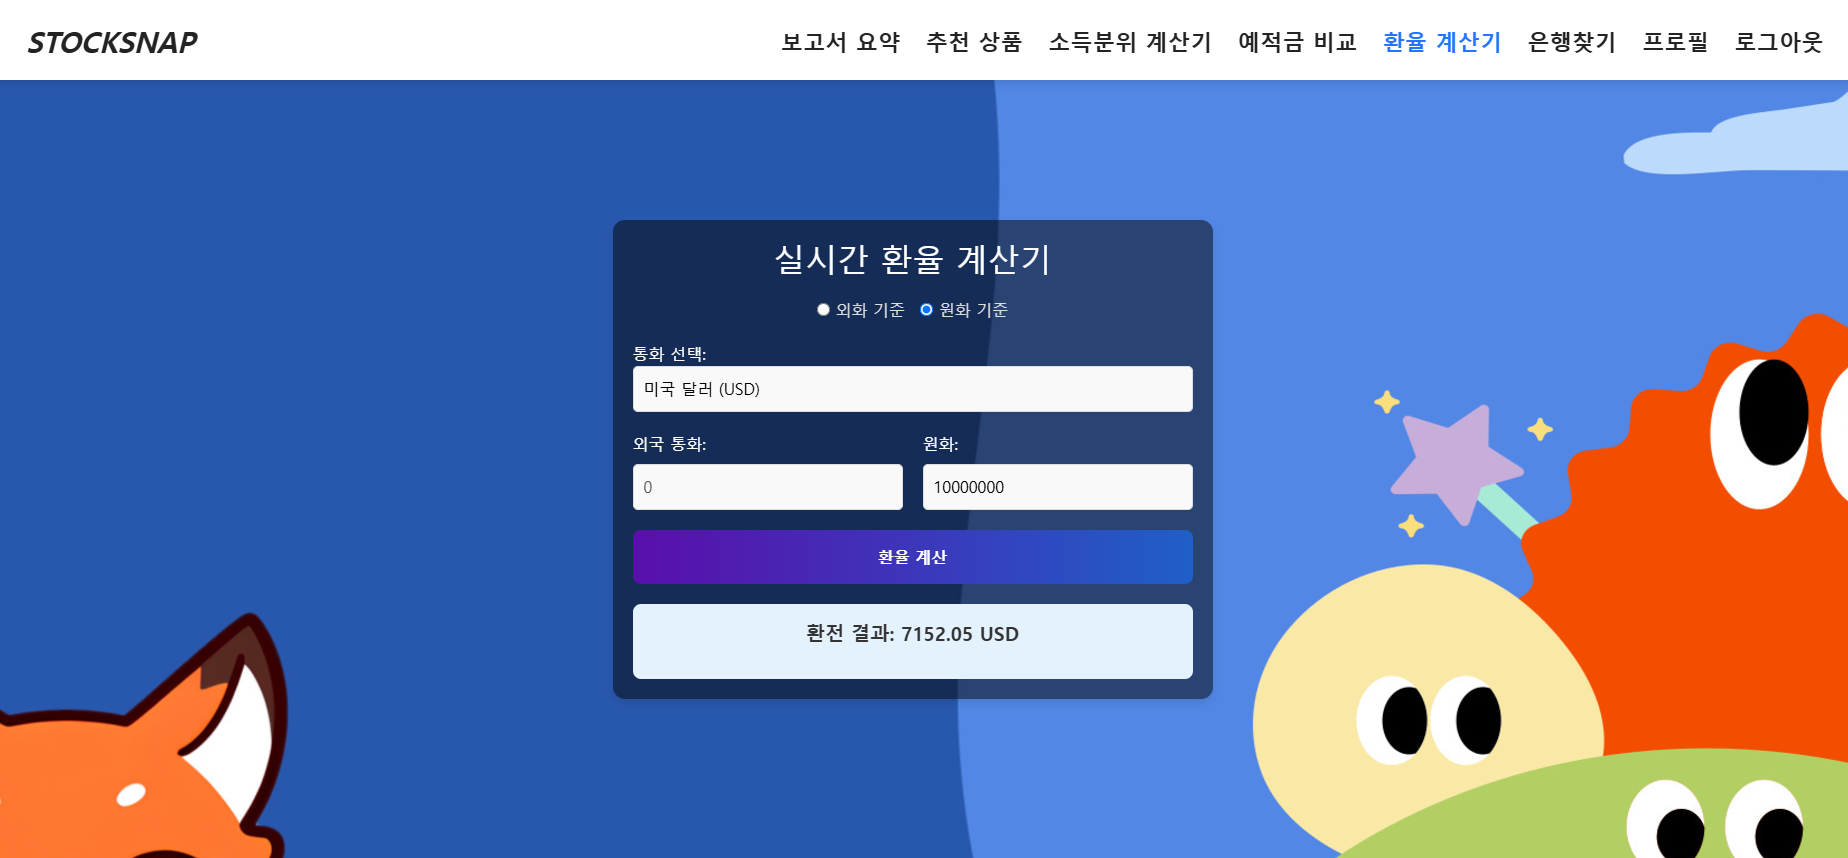 STOCKSNAP
보고서 요약 추천 상품 소득분위 계산기 예적금 비교 환율 계산기 은행찾기 프로필 로그아웃
실시간 환율 계산기
외화 기준 원화 기준
통화 선택:
미국 달러 (USD)
외국 통화: 원화:
0 10000000
환율 계산
환전 결과: 7152.05 USD